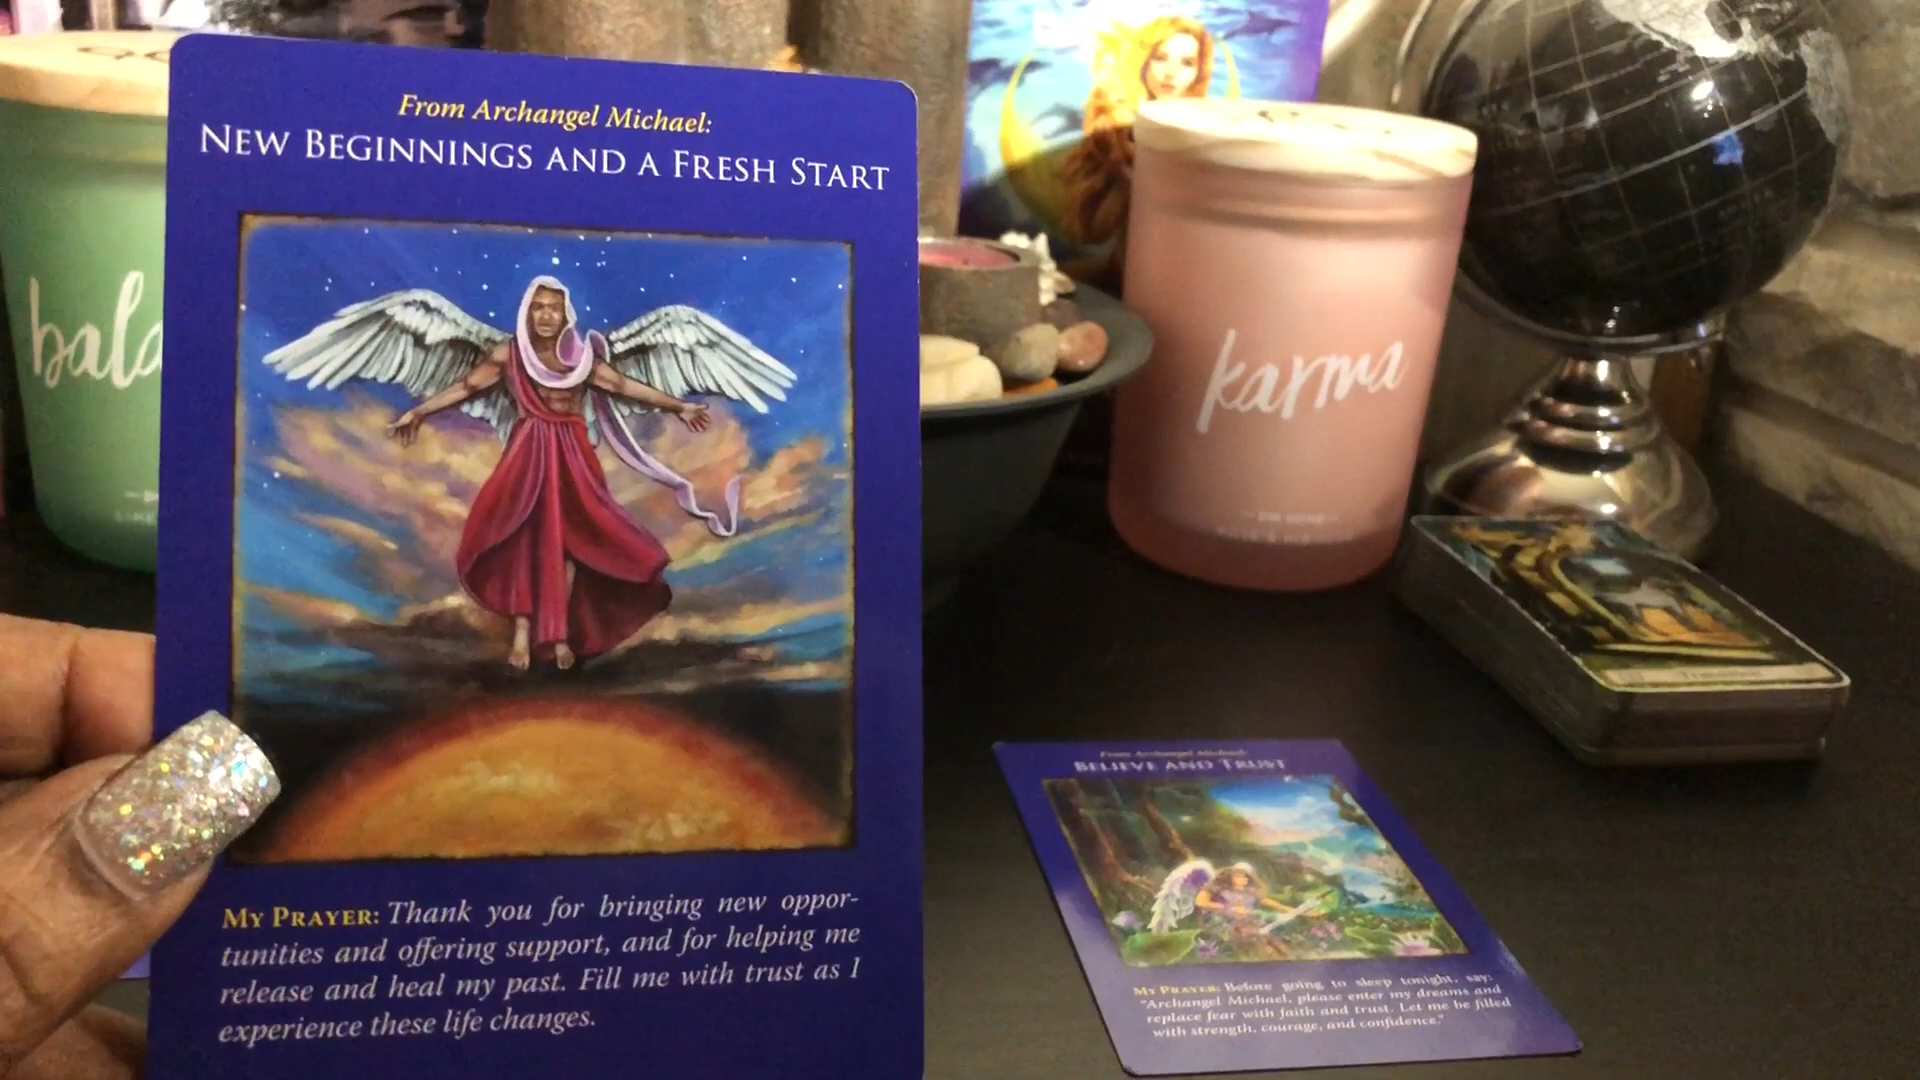 From Archangel Michael:
NEW BEGINNINGS AND A FRESH START
MY PRAYER: Thank you for bringing new oppor-
tunities and offering support, and for helping me
release and heal my past. Fill me with trust as I
experience these life changes.
bala
karma
From Archangel Michael:
BELIEVE AND TRUST
MY PRAYER: Before going to sleep tonight, say:
"Archangel Michael, please enter my dreams and
replace fear with faith and trust. Let me be filled
with strength, courage, and confidence."